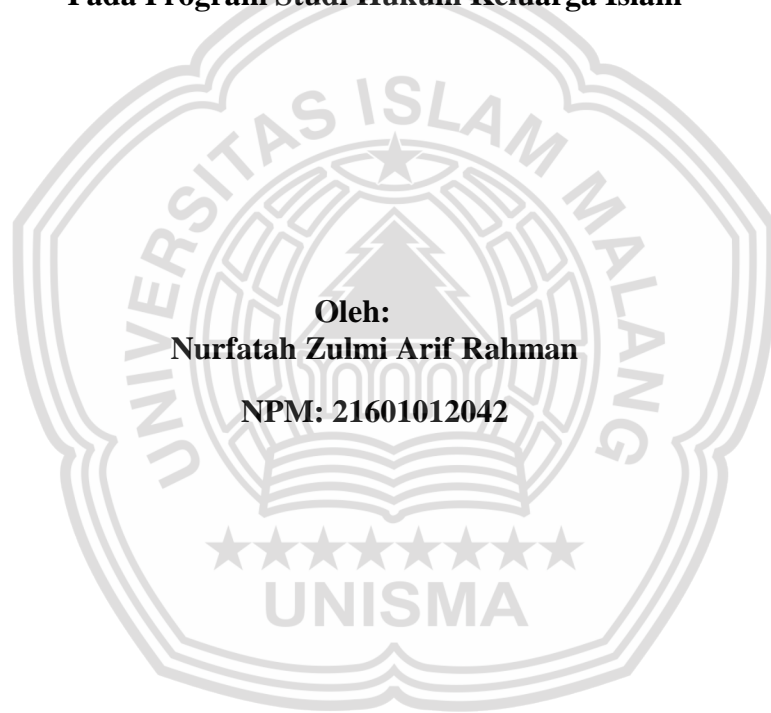 Pada Program Studi Hukum Keluarga Islam
UNIVERSITAS ISLAM MALANG
Oleh:
Nurfatah Zulmi Arif Rahman
NPM: 21601012042
UNISMA